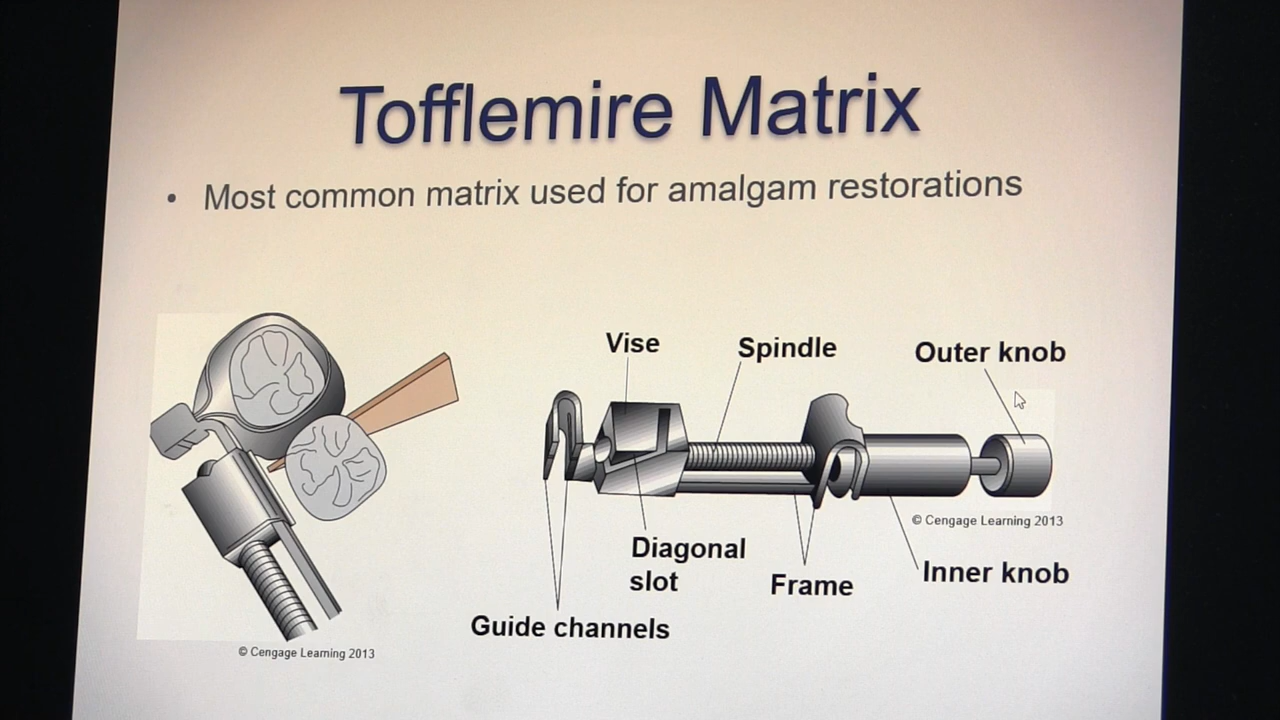 Tofflemire Matrix
• Most common matrix used for amalgam restorations
Vise
Spindle
Outer knob
© Cengage Learning 2013
Diagonal
slot
Frame
Inner knob
Guide channels
© Cengage Learning 2013